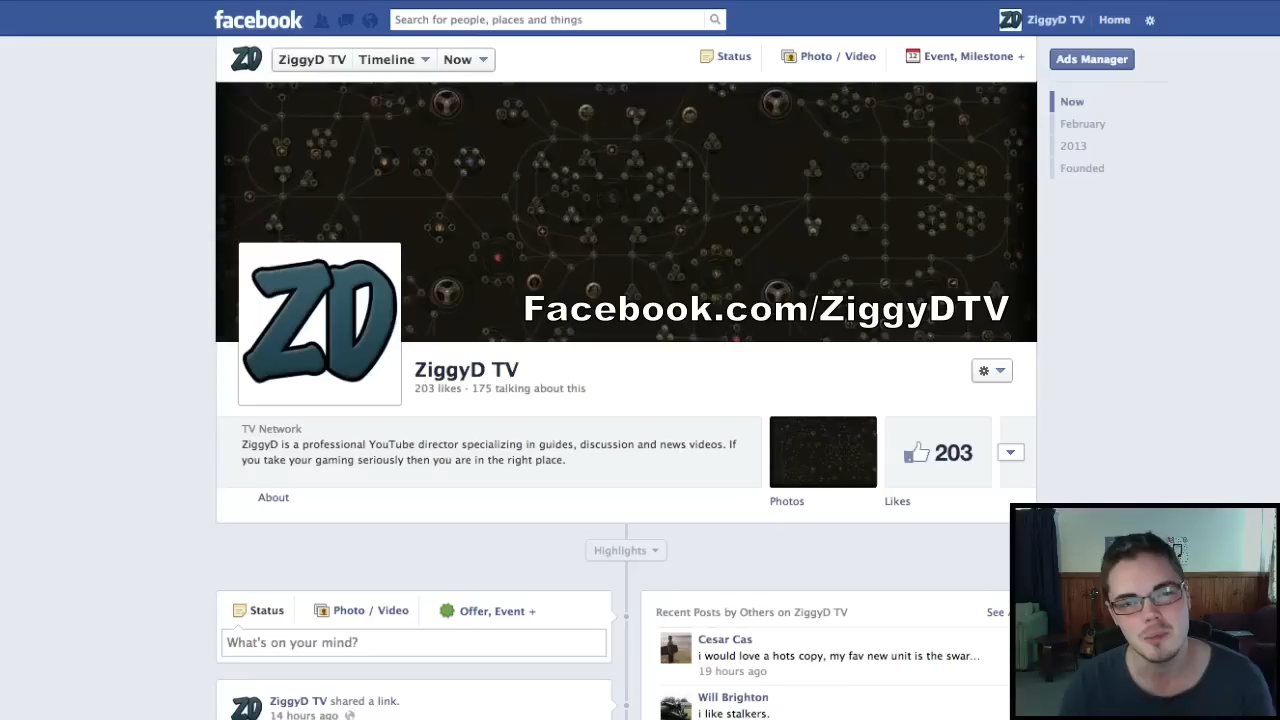 facebook
Search for people, places and things
ZD
ZiggyD TV
Home
ZD
ZiggyD TV
Timeline
Now
Status
Photo / Video
12
Event, Milestone +
Ads Manager
Now
February
2013
Founded
Facebook.com/ZiggyDTV
ZD
ZiggyD TV
203 likes · 175 talking about this
TV Network
ZiggyD is a professional YouTube director specializing in guides, discussion and news videos. If
you take your gaming seriously then you are in the right place.
About
203
Photos
Likes
Highlights
Status
Photo / Video
Offer, Event +
What's on your mind?
ZD
ZiggyD TV shared a link.
14 hours ago
Recent Posts by Others on ZiggyD TV
See
Cesar Cas
i would love a hots copy, my fav new unit is the swar...
19 hours ago
Will Brighton
i like stalkers.